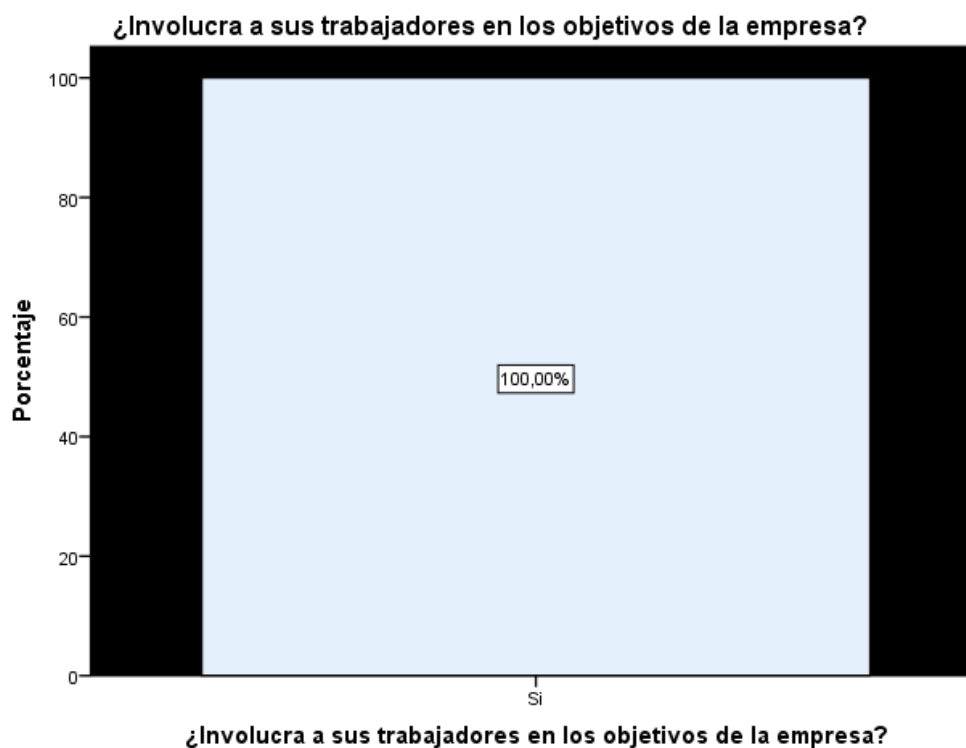 ¿Involucra a sus trabajadores en los objetivos de la empresa?
100
80
60
40
20
0
Porcentaje
100,00%
Si
¿Involucra a sus trabajadores en los objetivos de la empresa?